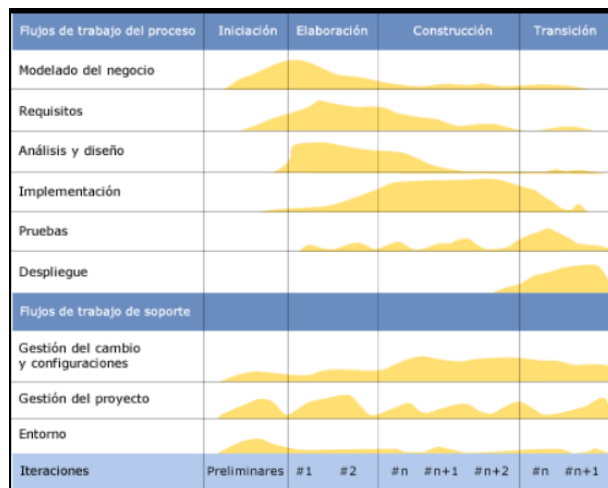 Flujos de trabajo del proceso Iniciación Elaboración Construcción Transición
Modelado del negocio
Requisitos
Análisis y diseño
Implementación
Pruebas
Despliegue
Flujos de trabajo de soporte
Gestión del cambio
y configuraciones
Gestión del proyecto
Entorno
Iteraciones Preliminares #1 #2 #n #n+1 #n+2 #n #n+1